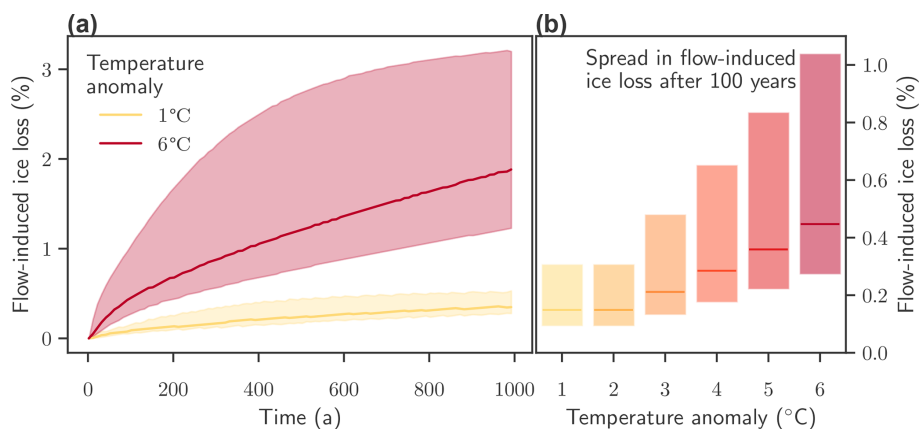 (a)
Flow-induced ice loss (%)
3
2
1
0
Temperature
anomaly
1°C
6°C
0 200 400 600 800 1000
Time (a)
(b)
Spread in flow-induced
ice loss after 100 years
1.0
0.8
0.6
0.4
0.2
0.0
Flow-induced ice loss (%)
1 2 3 4 5 6
Temperature anomaly (°C)